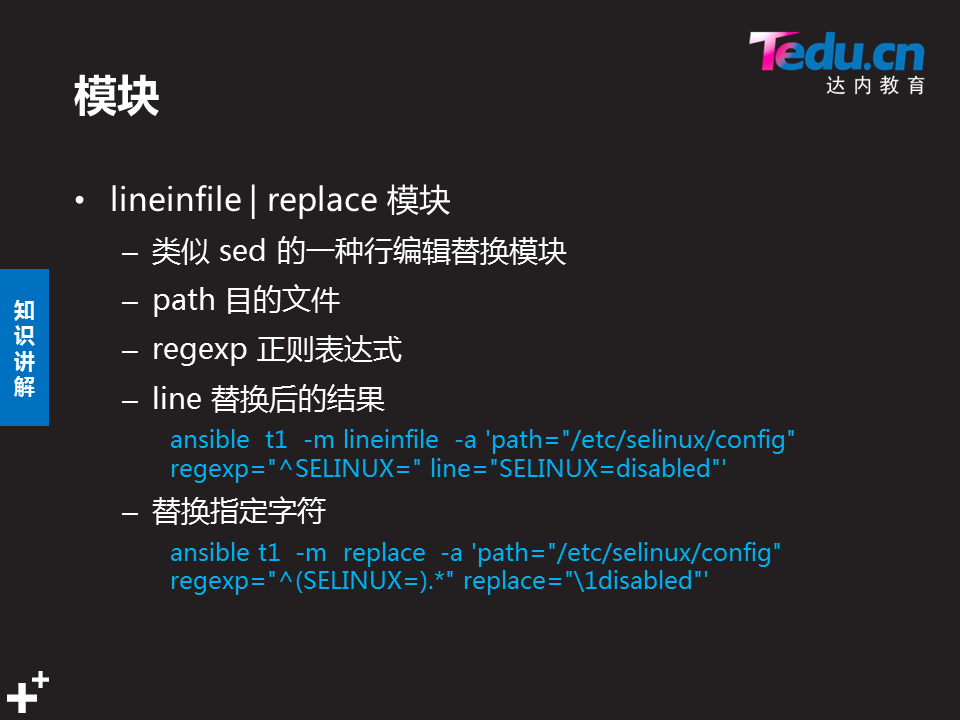 Tedu.cn
达内教育
模块
• lineinfile | replace 模块
– 类似 sed 的一种行编辑替换模块
– path 目的文件
– regexp 正则表达式
– line 替换后的结果
ansible  t1  -m lineinfile  -a 'path="/etc/selinux/config"
regexp="^SELINUX=" line="SELINUX=disabled"'
– 替换指定字符
ansible t1  -m  replace  -a 'path="/etc/selinux/config"
regexp="^(SELINUX=).*" replace="\1disabled"'
知识讲解